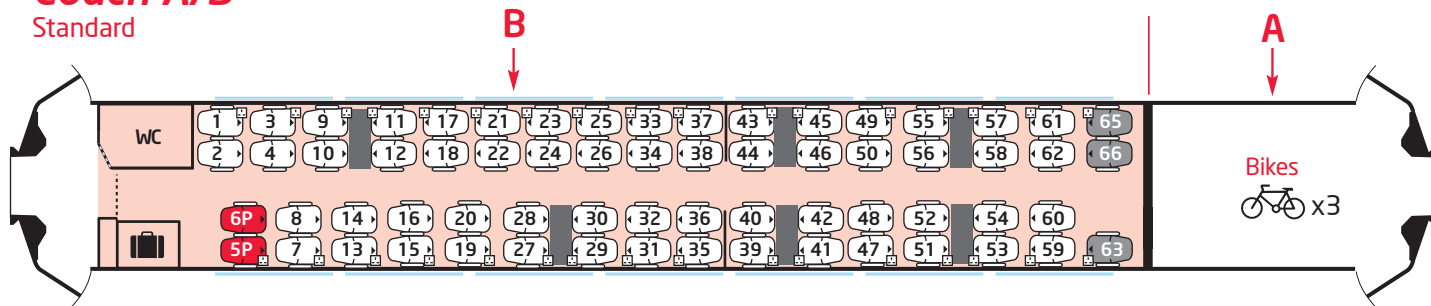 Standard
B
A
WC
1 3 9 11 17 21 23 25 33 37 43 45 49 55 57 61 65
2 4 10 12 18 22 24 26 34 38 44 46 50 56 58 62 66
Bikes
x3
6P 8 14 16 20 28 30 32 36 40 42 48 52 54 60
5P 7 13 15 19 27 29 31 35 39 41 47 51 53 59 63